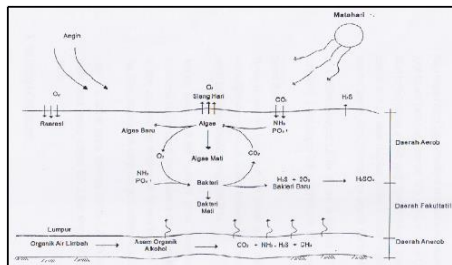 Matahari
Angin
O₂
Siang Hari
O₂
CO₂
H₂S
Reaerasi
Algae Baru
Algae
NH₃
PO₄
Daerah Aerob
O₂
Algae Mati
CO₂
NH₃
PO₄
Bakteri
H₂S + 2O₂
H₂SO₄
Bakteri Baru
Bakteri
Mati
Daerah Fakultatif
Lumpur
Organik Air Limbah
Asam Organik
Alkohol
CO₂ + NH₃ + H₂S + CH₄
Daerah Anaerob